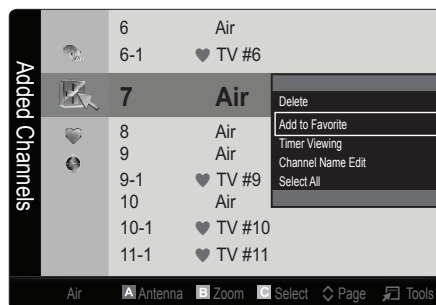 Added Channels
6 Air
6-1 ♥ TV #6
7 Air
8 Air
9 Air
9-1 ♥ TV #9
10 Air
10-1 ♥ TV #10
11-1 ♥ TV #11
Delete
Add to Favorite
Timer Viewing
Channel Name Edit
Select All
Air A Antenna B Zoom C Select Page Tools